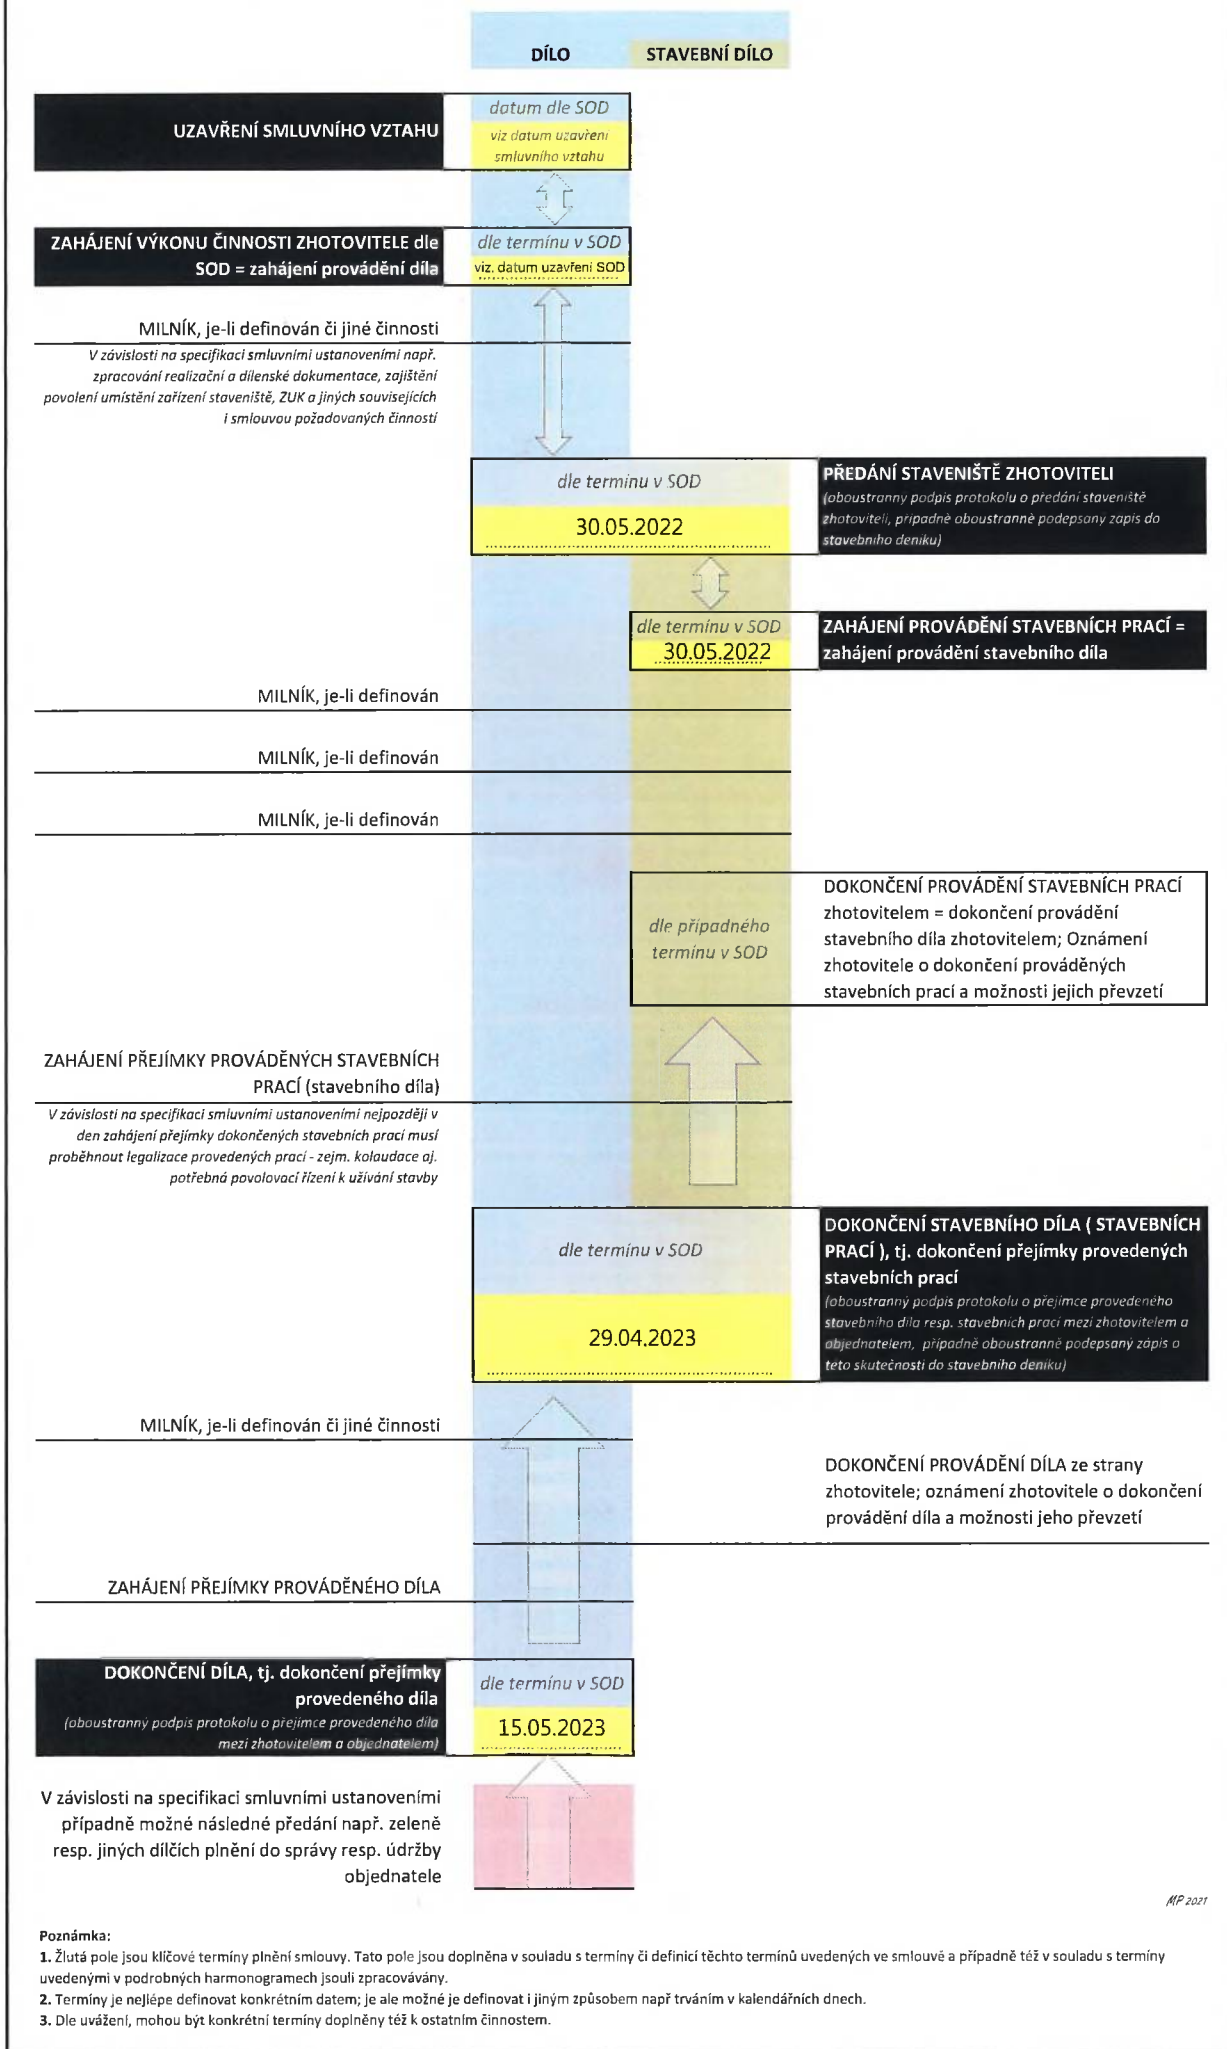 DÍLO
STAVEBNÍ DÍLO
UZAVŘENÍ SMLUVNÍHO VZTAHU
datum dle SOD
viz datum uzavření
smluvního vztahu
ZAHÁJENÍ VÝKONU ČINNOSTI ZHOTOVITELE dle
SOD = zahájení provádění díla
dle termínu v SOD
viz. datum uzavření SOD
MILNÍK, je-li definován či jiné činnosti
V závislosti na specifikaci smluvními ustanoveními např.
zpracování realizační a dílenské dokumentace, zajištění
povolení umístění zařízení staveniště, ZUK a jiných souvisejících
i smlouvou požadovaných činností
dle termínu v SOD
30.05.2022
PŘEDÁNÍ STAVENIŠTĚ ZHOTOVITELI
(oboustranný podpis protokolu o předání staveniště
zhotoviteli, případně oboustranně podepsaný zápis do
stavebního deníku)
dle termínu v SOD
30.05.2022
ZAHÁJENÍ PROVÁDĚNÍ STAVEBNÍCH PRACÍ =
zahájení provádění stavebního díla
MILNÍK, je-li definován
MILNÍK, je-li definován
MILNÍK, je-li definován
dle případného
termínu v SOD
DOKONČENÍ PROVÁDĚNÍ STAVEBNÍCH PRACÍ
zhotovitelem = dokončení provádění
stavebního díla zhotovitelem; Oznámení
zhotovitele o dokončení prováděných
stavebních prací a možnosti jejich převzetí
ZAHÁJENÍ PŘEJÍMKY PROVÁDĚNÝCH STAVEBNÍCH
PRACÍ (stavebního díla)
V závislosti na specifikaci smluvními ustanoveními nejpozději v
den zahájení přejímky dokončených stavebních prací musí
proběhnout legalizace provedených prací - zejm. kolaudace aj.
potřebná povolovací řízení k užívání stavby
dle termínu v SOD
29.04.2023
DOKONČENÍ STAVEBNÍHO DÍLA ( STAVEBNÍCH
PRACÍ ), tj. dokončení přejímky provedených
stavebních prací
(oboustranný podpis protokolu o přejímce provedeného
stavebního díla resp. stavebních prací mezi zhotovitelem a
objednatelem, případně oboustranně podepsaný zápis o
této skutečnosti do stavebního deníku)
MILNÍK, je-li definován či jiné činnosti
DOKONČENÍ PROVÁDĚNÍ DÍLA ze strany
zhotovitele; oznámení zhotovitele o dokončení
provádění díla a možnosti jeho převzetí
ZAHÁJENÍ PŘEJÍMKY PROVÁDĚNÉHO DÍLA
DOKONČENÍ DÍLA, tj. dokončení přejímky
provedeného díla
(oboustranný podpis protokolu o přejímce provedeného díla
mezi zhotovitelem a objednatelem)
dle termínu v SOD
15.05.2023
V závislosti na specifikaci smluvními ustanoveními
případně možné následné předání např. zeleně
resp. jiných dílčích plnění do správy resp. údržby
objednatele
MP 2021
Poznámka:
1. Žlutá pole jsou klíčové termíny plnění smlouvy. Tato pole jsou doplněna v souladu s termíny či definicí těchto termínů uvedených ve smlouvě a případně též v souladu s termíny
uvedenými v podrobných harmonogramech jsouli zpracovávány.
2. Termíny je nejlépe definovat konkrétním datem; je ale možné je definovat i jiným způsobem např trváním v kalendářních dnech.
3. Dle uvážení, mohou být konkrétní termíny doplněny též k ostatním činnostem.